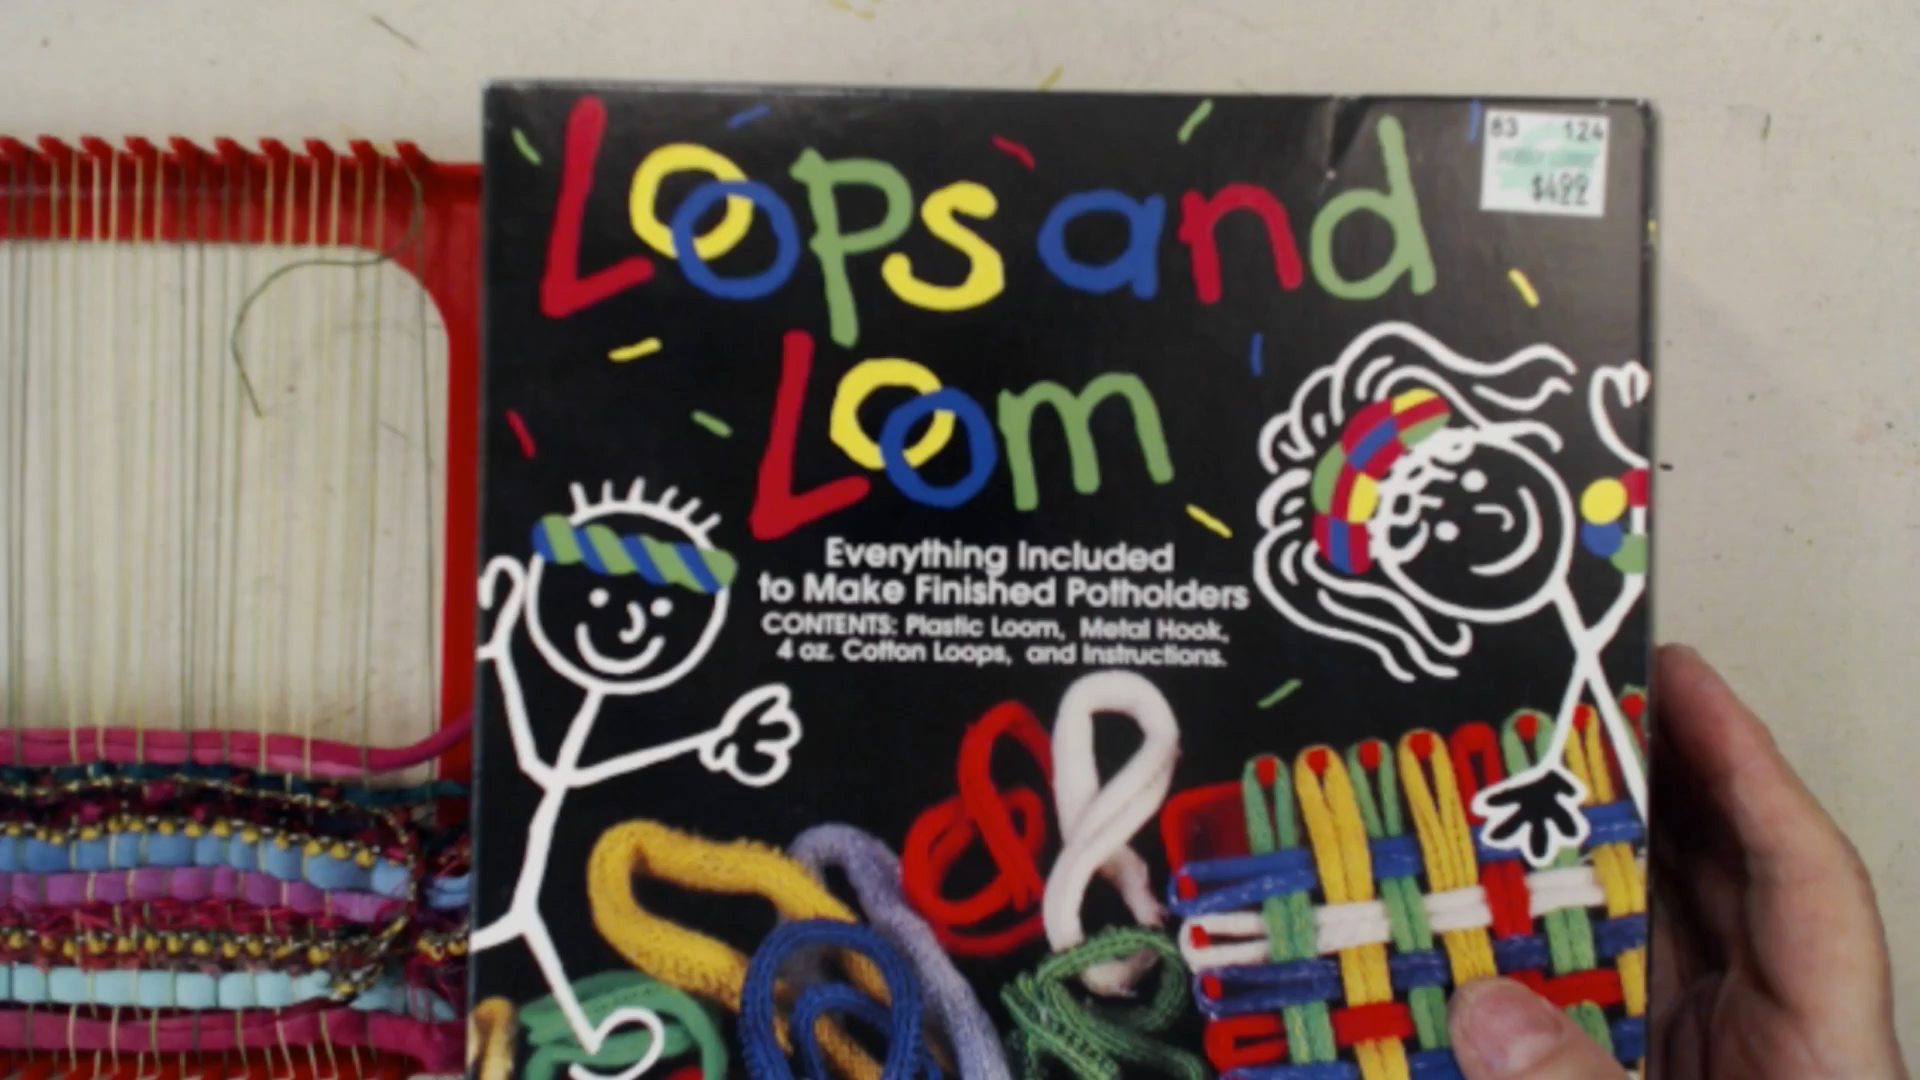 Loops and
Loom
83 124
$499
Everything Included
to Make Finished Potholders
CONTENTS: Plastic Loom, Metal Hook,
4 oz. Cotton Loops, and Instructions.